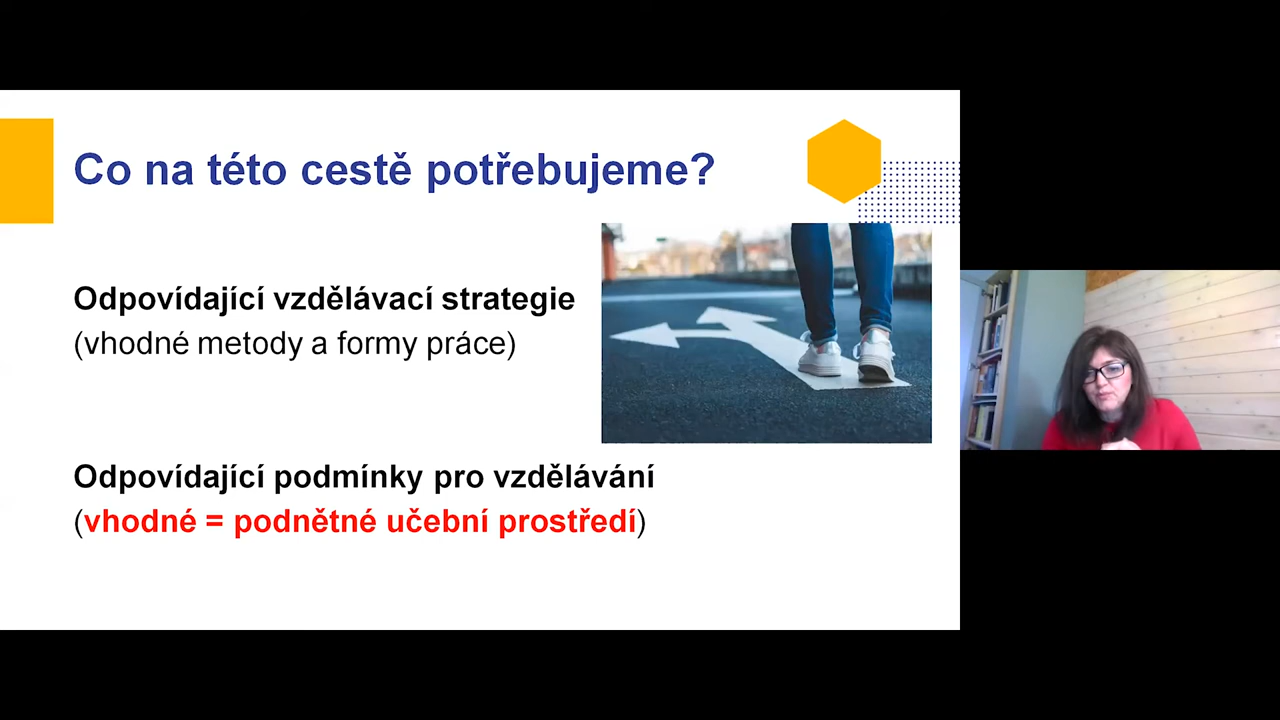 Co na této cestě potřebujeme?
Odpovídající vzdělávací strategie
(vhodné metody a formy práce)
Odpovídající podmínky pro vzdělávání
(vhodné = podnětné učební prostředí)